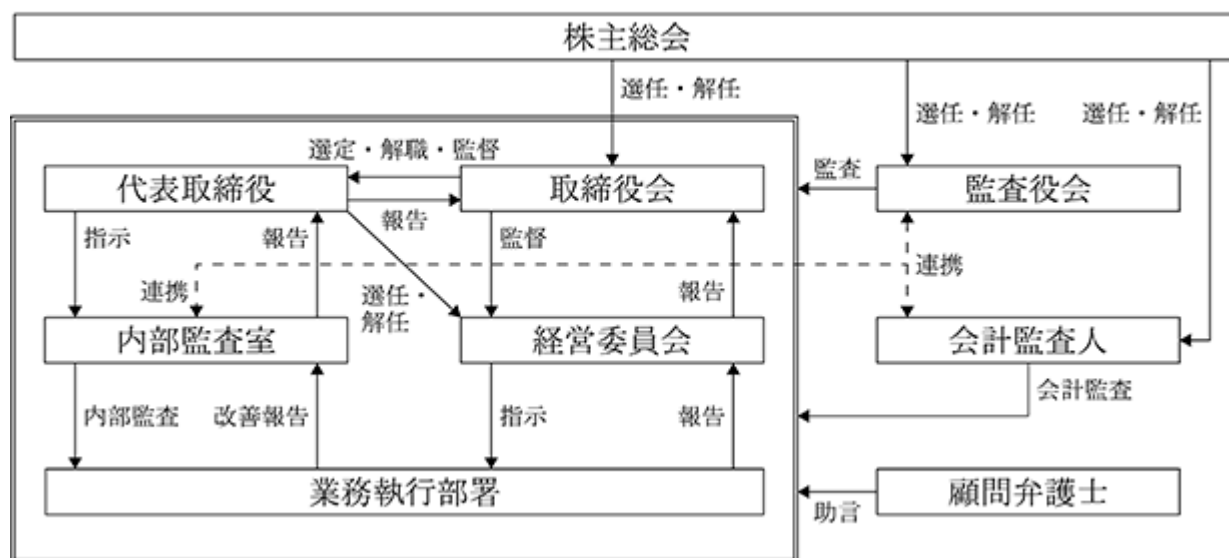 株主総会
選任・解任
選任・解任
選任・解任
選定・解職・監督
監査
代表取締役
取締役会
監査役会
報告
指示
報告
監督
連携
連携
報告
選任・
解任
内部監査室
経営委員会
会計監査人
会計監査
内部監査
改善報告
指示
報告
業務執行部署
顧問弁護士
助言